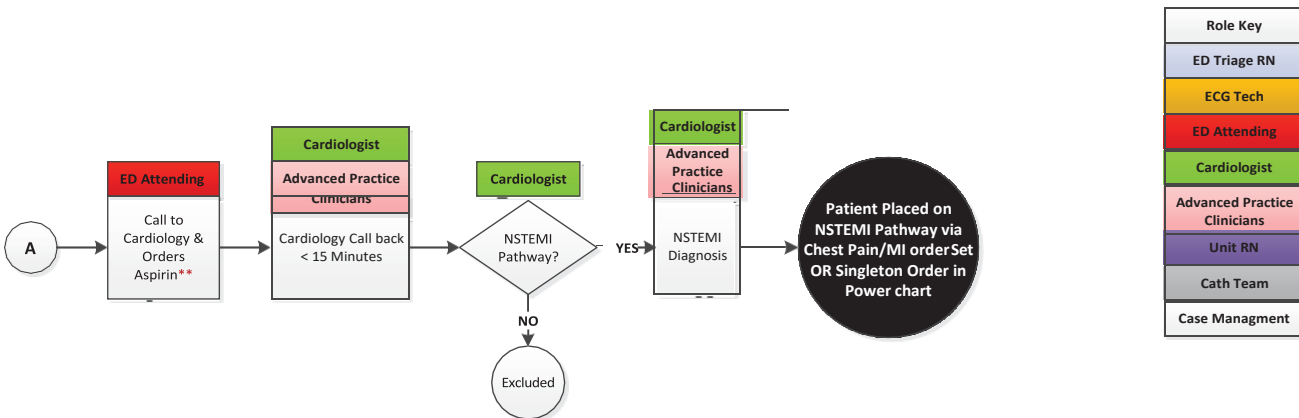 A
ED Attending
Call to
Cardiology &
Orders
Aspirin**
Cardiologist
Advanced Practice
Clinicians
Cardiology Call back
< 15 Minutes
Cardiologist
NSTEMI
Pathway?
NO
Excluded
YES
Cardiologist
Advanced
Practice
Clinicians
NSTEMI
Diagnosis
Patient Placed on
NSTEMI Pathway via
Chest Pain/MI order Set
OR Singleton Order in
Power chart
Role Key
ED Triage RN
ECG Tech
ED Attending
Cardiologist
Advanced Practice
Clinicians
Unit RN
Cath Team
Case Managment